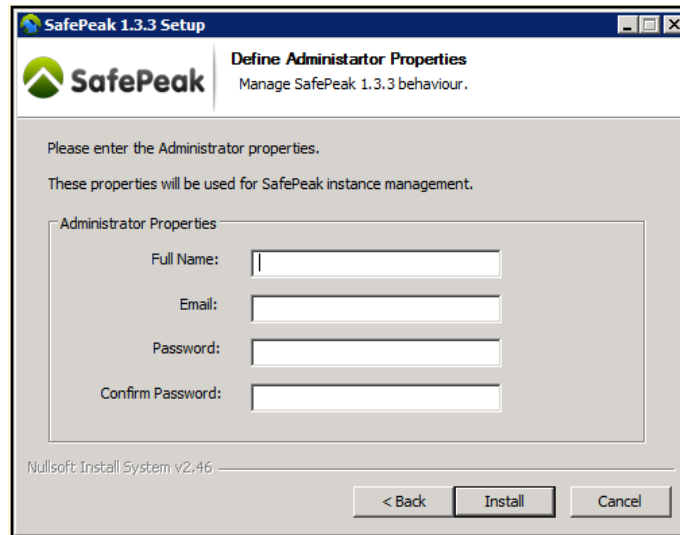 SafePeak 1.3.3 Setup
SafePeak
Define Administartor Properties
Manage SafePeak 1.3.3 behaviour.
Please enter the Administrator properties.
These properties will be used for SafePeak instance management.
Administrator Properties
Full Name:
Email:
Password:
Confirm Password:
Nullsoft Install System v2.46
< Back
Install
Cancel